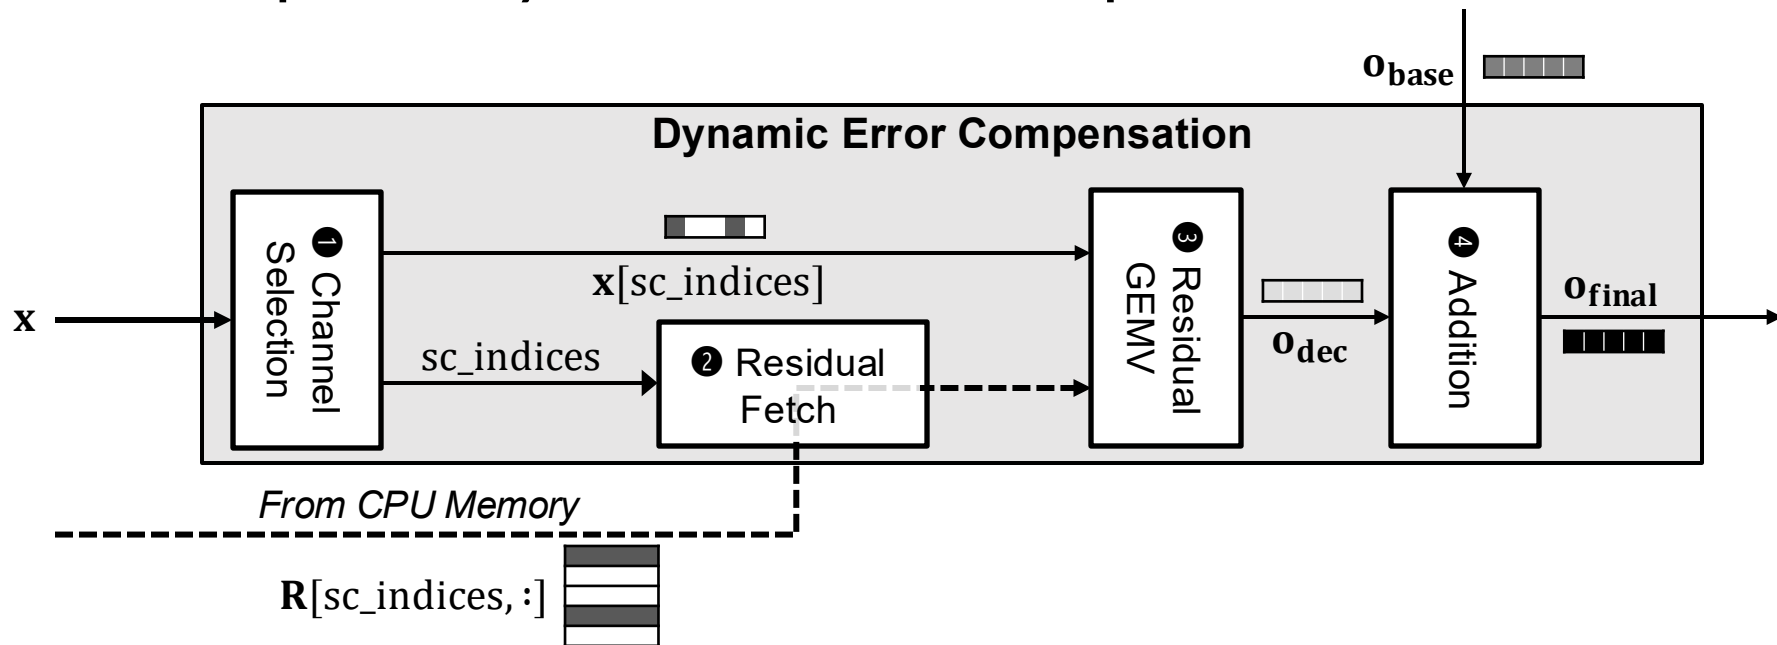 o_base
Dynamic Error Compensation
❶ Channel
Selection
x[sc_indices]
❸ Residual
GEMV
❹ Addition
o_final
x
sc_indices
❷ Residual
Fetch
o_dec
From CPU Memory
R[sc_indices, :]